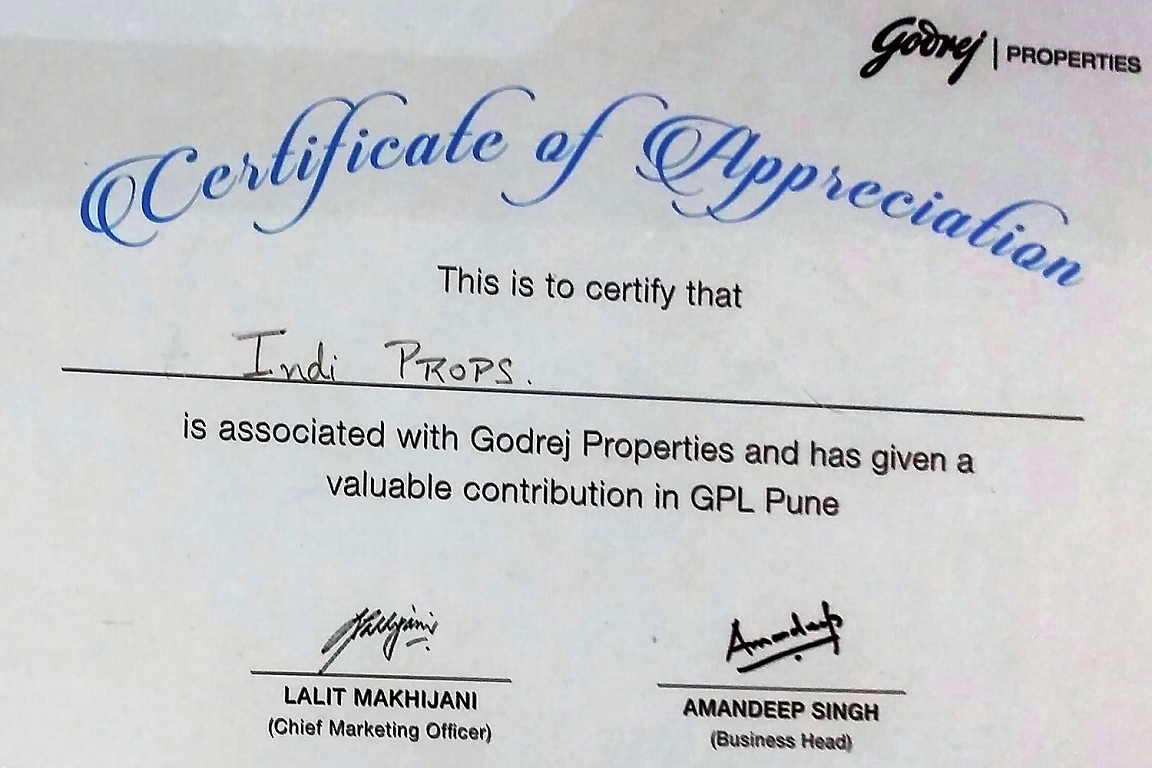 Godrej | PROPERTIES
Certificate of Appreciation
This is to certify that
Indi PROPS.
is associated with Godrej Properties and has given a
valuable contribution in GPL Pune
Amandeep
LALIT MAKHIJANI
AMANDEEP SINGH
(Chief Marketing Officer)
(Business Head)